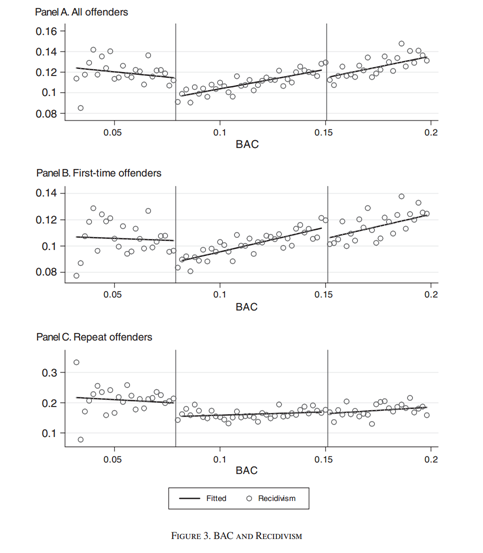 Panel A. All offenders
0.16
0.14
0.12
0.10
0.08
0.05
0.1
0.15
0.2
BAC
Panel B. First-time offenders
0.14
0.12
0.1
0.08
0.05
0.1
0.15
0.2
BAC
Panel C. Repeat offenders
0.3
0.2
0.1
0.05
0.1
0.15
0.2
BAC
Fitted
Recidivism
FIGURE 3. BAC AND RECIDIVISM